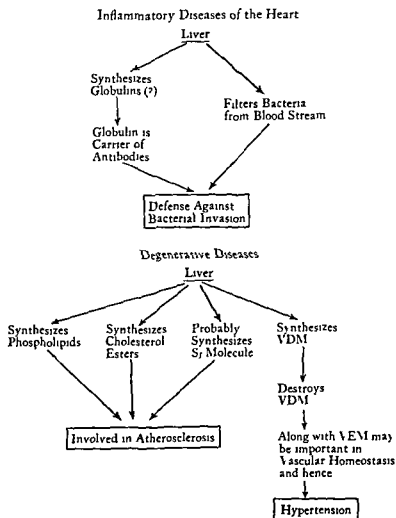 Inflammatory Diseases of the Heart
Liver
Synthesizes
Globulins (?)
Filters Bacteria
from Blood Stream
Globulin is
Carrier of
Antibodies
Defense Against
Bacterial Invasion
Degenerative Diseases
Liver
Synthesizes
Phospholipids
Synthesizes
Cholesterol
Esters
Probably
Synthesizes
Sf Molecule
Synthesizes
VDM
Destroys
VDM
Involved in Atherosclerosis
Along with VEM may
be important in
Vascular Homeostasis
and hence
Hypertension